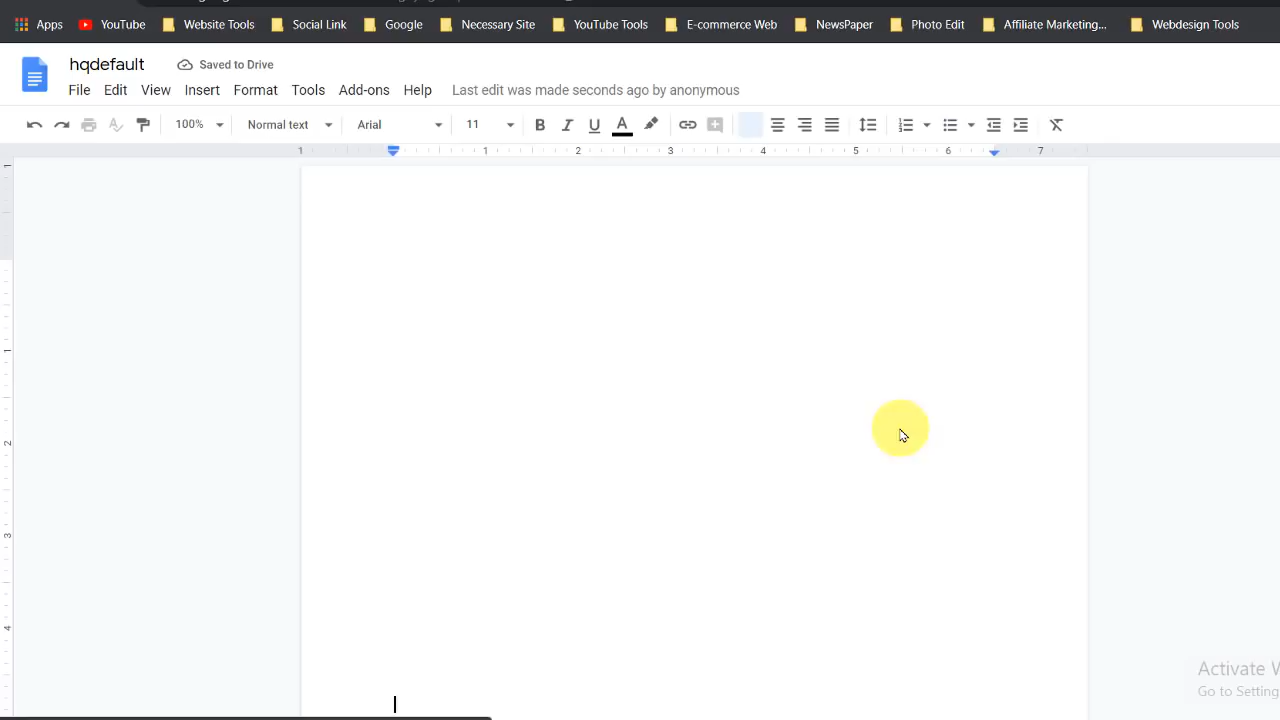 Apps YouTube Website Tools Social Link Google Necessary Site YouTube Tools E-commerce Web NewsPaper Photo Edit Affiliate Marketing... Webdesign Tools
hqdefault Saved to Drive
File Edit View Insert Format Tools Add-ons Help Last edit was made seconds ago by anonymous
100% Normal text Arial 11 B I U A
1 1 2 3 4 5 6 7
1
1
2
3
4
Activate W
Go to Setting